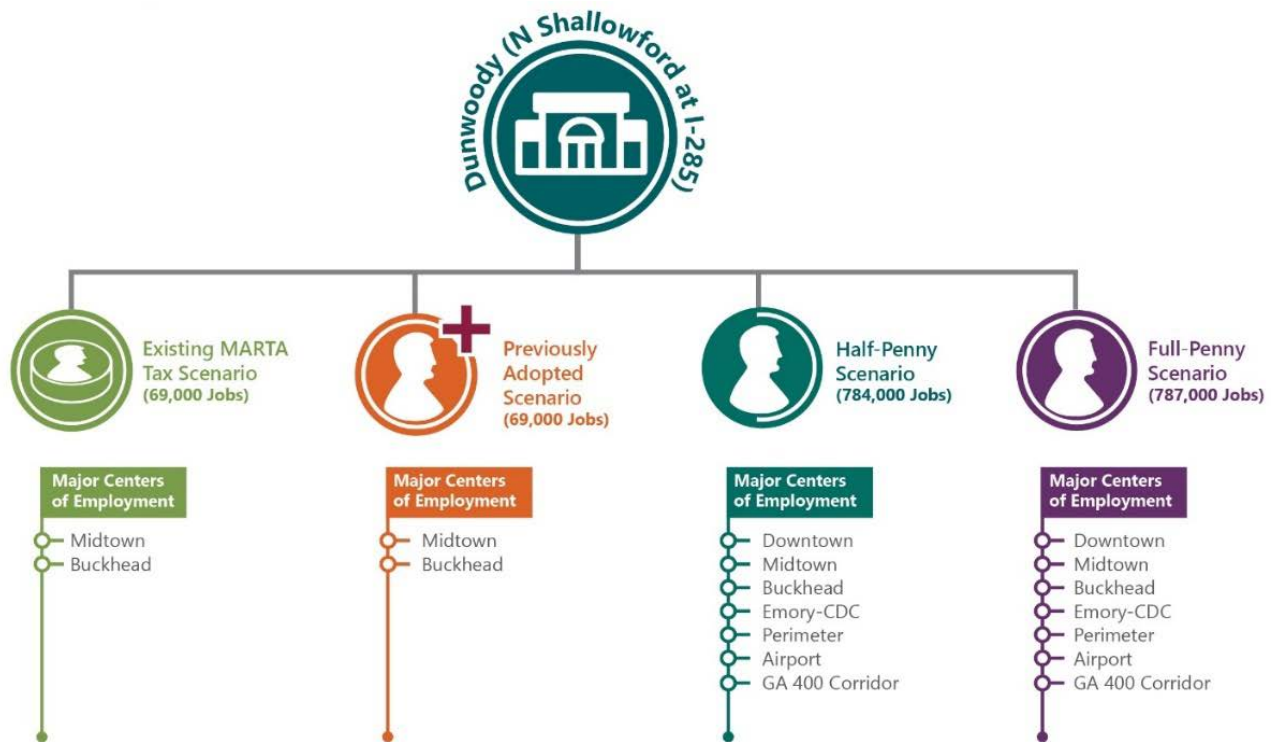 Dunwoody (N Shallowford at I-285)
Existing MARTA
Tax Scenario
(69,000 Jobs)
Previously
Adopted
Scenario
(69,000 Jobs)
Half-Penny
Scenario
(784,000 Jobs)
Full-Penny
Scenario
(787,000 Jobs)
Major Centers
of Employment
Midtown
Buckhead
Major Centers
of Employment
Midtown
Buckhead
Major Centers
of Employment
Downtown
Midtown
Buckhead
Emory-CDC
Perimeter
Airport
GA 400 Corridor
Major Centers
of Employment
Downtown
Midtown
Buckhead
Emory-CDC
Perimeter
Airport
GA 400 Corridor